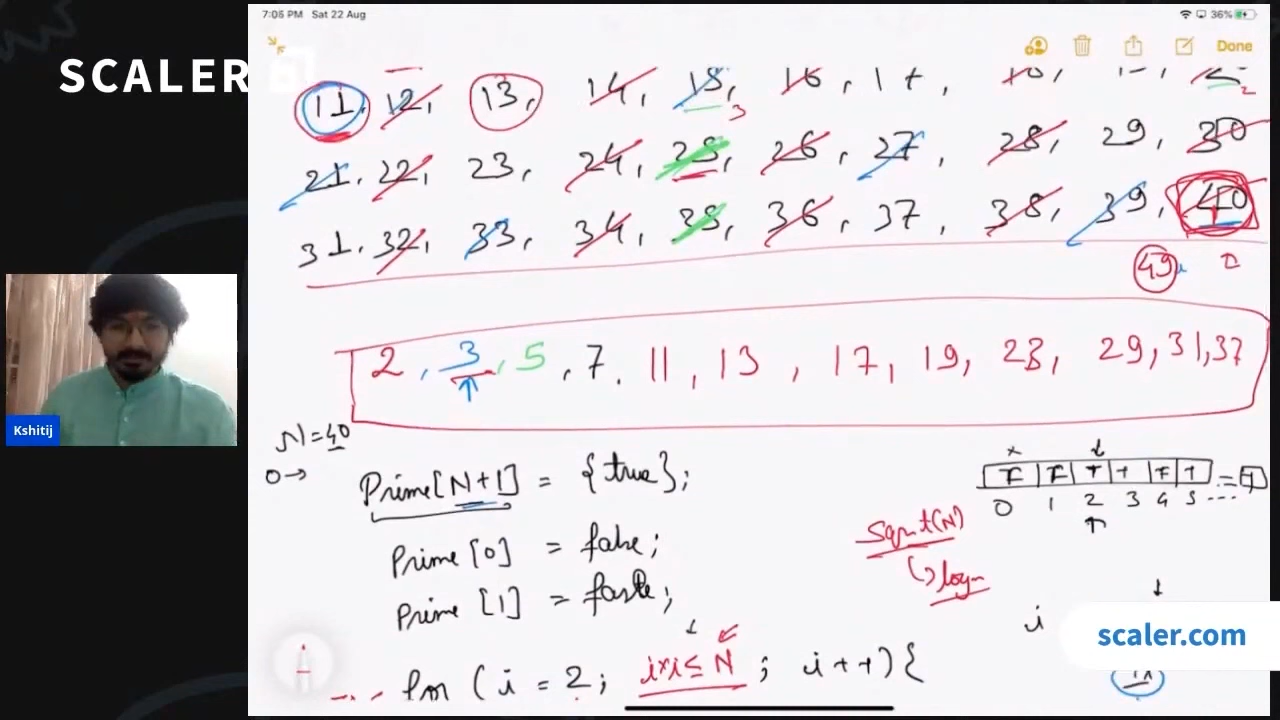 7:05 PM Sat 22 Aug
36%
SCALER
Done
11, 12, 13, 14, 15, 16, 17,
3
2
21, 22, 23, 24, 25, 26, 27, 28, 29, 30
31, 32, 33, 34, 35, 36, 37, 38, 39, 40
49
2, 3, 5, 7, 11, 13, 17, 19, 23, 29, 31, 37
Kshitij
N=40
0→
Prime[N+1] = {true};
0 1 2 3 4 5 ....
Sqrt(N)
Prime [0] = false;
Prime [1] = false;
i
scaler.com
for (i = 2; i*i≤N; i++){